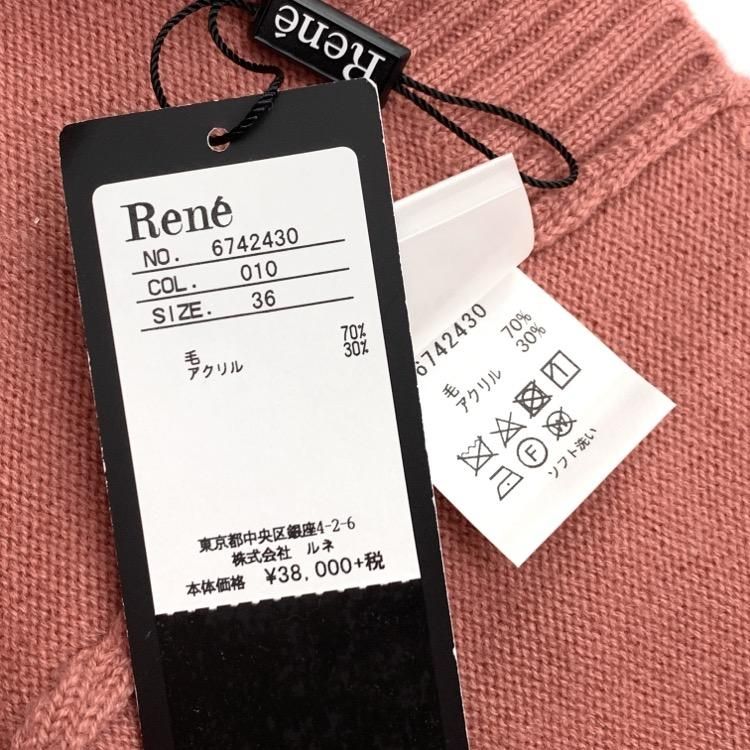 René
René
NO. 6742430
COL. 010
SIZE. 36
毛 70%
アクリル 30%
東京都中央区銀座4-2-6
株式会社 ルネ
本体価格 ¥38,000+税
6742430
毛 70%
アクリル 30%
F
ソフト洗い